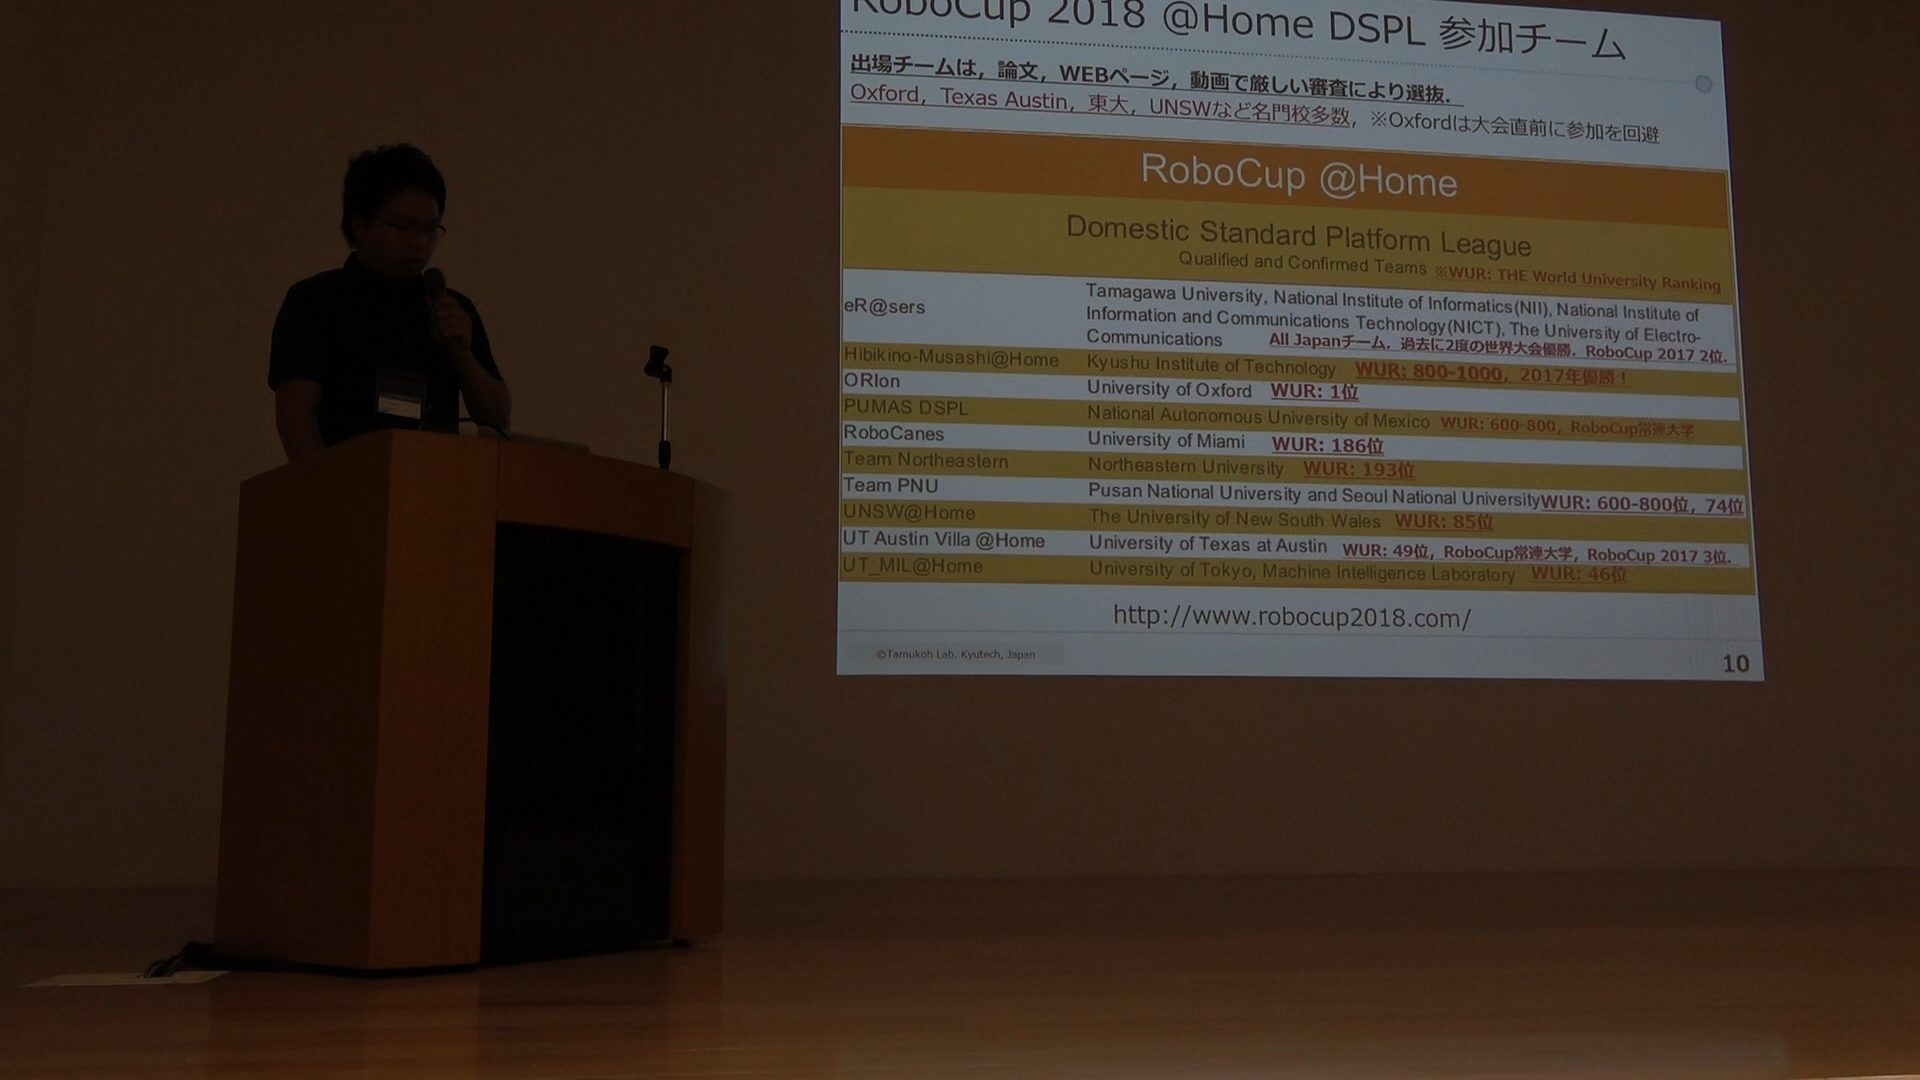 RoboCup 2018 @Home DSPL 参加チーム
出場チームは，論文，WEBページ，動画で厳しい審査により選抜．
Oxford，Texas Austin，東大，UNSWなど名門校多数，※Oxfordは大会直前に参加を回避
RoboCup @Home
Domestic Standard Platform League
Qualified and Confirmed Teams ※WUR: THE World University Ranking
eR@sers Tamagawa University, National Institute of Informatics(NII), National Institute of
Information and Communications Technology(NICT), The University of Electro-
Communications All Japanチーム．過去に2度の世界大会優勝．RoboCup 2017 2位．
Hibikino-Musashi@Home Kyushu Institute of Technology WUR: 800-1000，2017年優勝！
ORIon University of Oxford WUR: 1位
PUMAS DSPL National Autonomous University of Mexico WUR: 600-800，RoboCup常連大学
RoboCanes University of Miami WUR: 186位
Team Northeastern Northeastern University WUR: 193位
Team PNU Pusan National University and Seoul National University WUR: 600-800位，74位
UNSW@Home The University of New South Wales WUR: 85位
UT Austin Villa @Home University of Texas at Austin WUR: 49位，RoboCup常連大学，RoboCup 2017 3位．
UT_MIL@Home University of Tokyo, Machine Intelligence Laboratory WUR: 46位
http://www.robocup2018.com/
©Tamukoh Lab. Kyutech, Japan
10